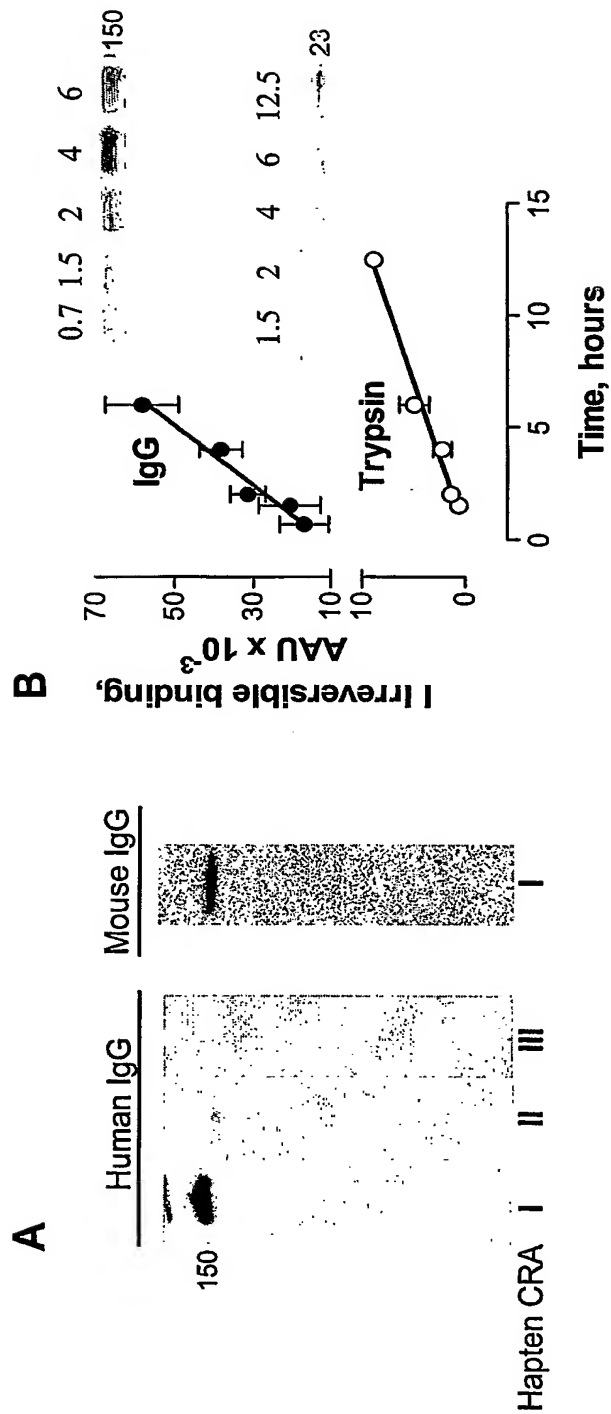 A
Human IgG
Mouse IgG
150
Hapten CRA
I
II
III
I
B
I Irreversible binding,
AAU x 10⁻³
70
50
30
10
10
0
IgG
0.7 1.5 2 4 6
150
Trypsin
1.5 2 4 6 12.5
23
0 5 10 15
Time, hours